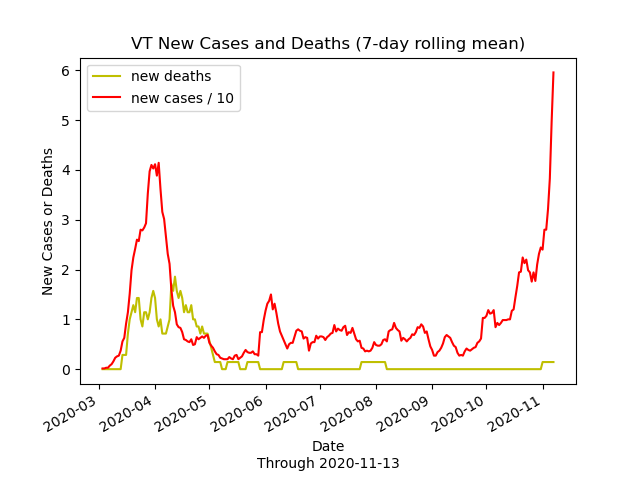 VT New Cases and Deaths (7-day rolling mean)
new deaths
new cases / 10
New Cases or Deaths
6
5
4
3
2
1
0
2020-03
2020-04
2020-05
2020-06
2020-07
2020-08
2020-09
2020-10
2020-11
Date
Through 2020-11-13